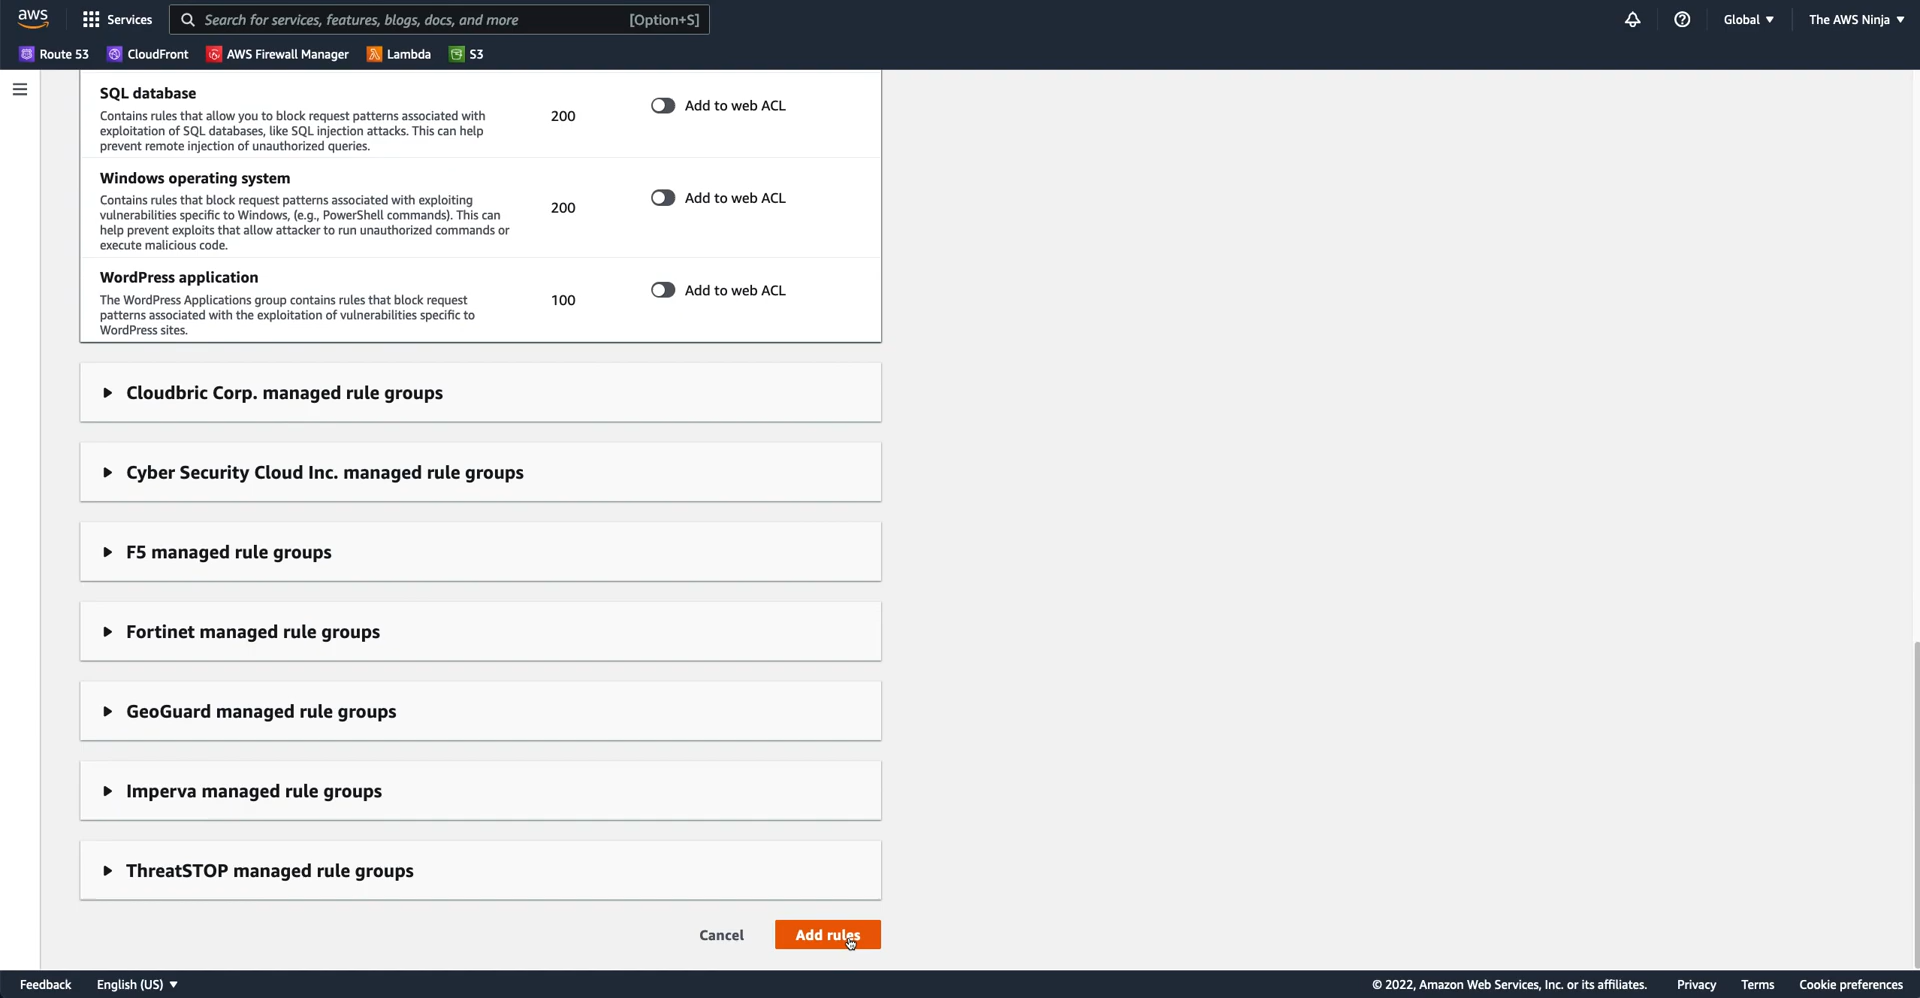 aws
Services
Search for services, features, blogs, docs, and more
[Option+S]
Global ▼
The AWS Ninja ▼
Route 53
CloudFront
AWS Firewall Manager
Lambda
S3
SQL database
Contains rules that allow you to block request patterns associated with
exploitation of SQL databases, like SQL injection attacks. This can help
prevent remote injection of unauthorized queries.
200
Add to web ACL
Windows operating system
Contains rules that block request patterns associated with exploiting
vulnerabilities specific to Windows, (e.g., PowerShell commands). This can
help prevent exploits that allow attacker to run unauthorized commands or
execute malicious code.
200
Add to web ACL
WordPress application
The WordPress Applications group contains rules that block request
patterns associated with the exploitation of vulnerabilities specific to
WordPress sites.
100
Add to web ACL
Cloudbric Corp. managed rule groups
Cyber Security Cloud Inc. managed rule groups
F5 managed rule groups
Fortinet managed rule groups
GeoGuard managed rule groups
Imperva managed rule groups
ThreatSTOP managed rule groups
Cancel
Add rules
Feedback
English (US) ▼
© 2022, Amazon Web Services, Inc. or its affiliates.
Privacy
Terms
Cookie preferences